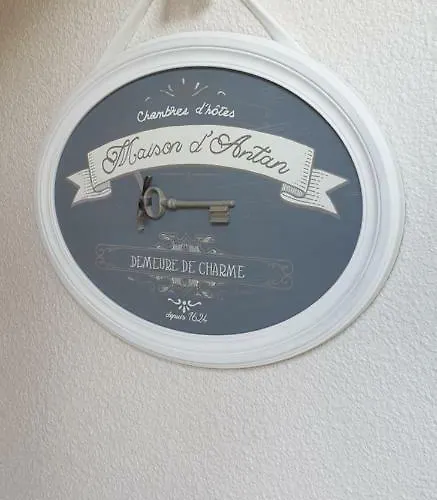 Chambres d'hôtes
Maison d'Antan
DEMEURE DE CHARME
depuis 1624